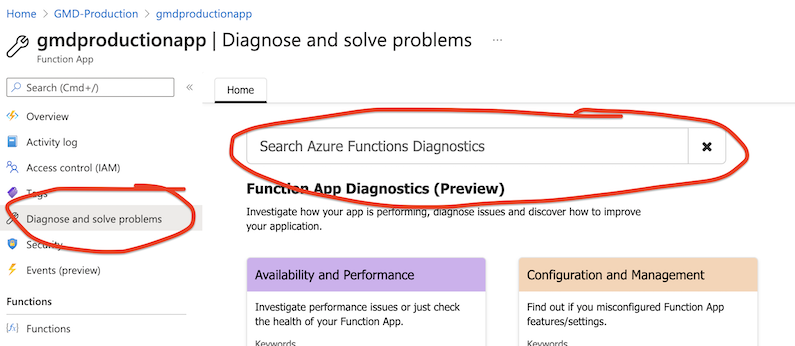 Home > GMD-Production > gmdproductionapp
gmdproductionapp | Diagnose and solve problems ...
Function App
Search (Cmd+/)
«
Home
Overview
Activity log
Access control (IAM)
Tags
Diagnose and solve problems
Security
Events (preview)
Functions
Functions
Search Azure Functions Diagnostics
Function App Diagnostics (Preview)
Investigate how your app is performing, diagnose issues and discover how to improve
your application.
Availability and Performance
Investigate performance issues or just check
the health of your Function App.
Keywords
Configuration and Management
Find out if you misconfigured Function App
features/settings.
Keywords